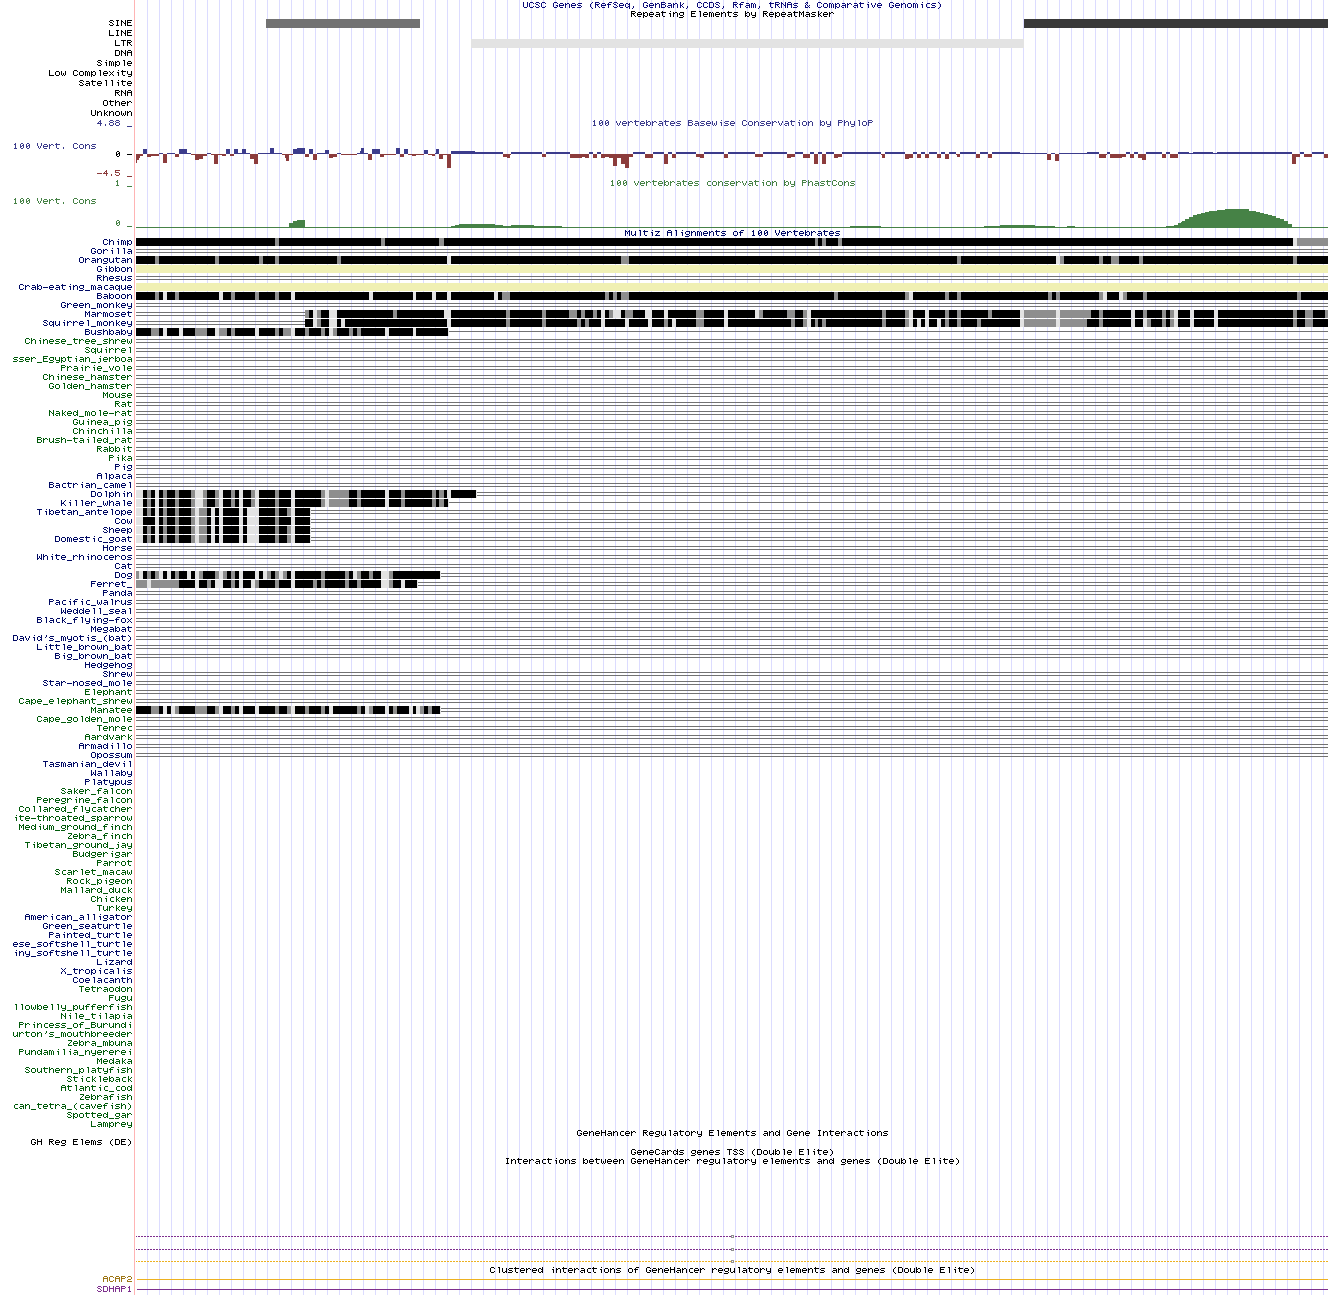 UCSC Genes (RefSeq, GenBank, CCDS, Rfam, tRNAs & Comparative Genomics)
Repeating Elements by RepeatMasker
SINE
LINE
LTR
DNA
Simple
Low Complexity
Satellite
RNA
Other
Unknown
100 vertebrates Basewise Conservation by PhyloP
4.88 _
100 Vert. Cons
0 _
-4.5 _
100 vertebrates conservation by PhastCons
1 _
100 Vert. Cons
0 _
Multiz Alignments of 100 Vertebrates
Chimp
Gorilla
Orangutan
Gibbon
Rhesus
Crab-eating_macaque
Baboon
Green_monkey
Marmoset
Squirrel_monkey
Bushbaby
Chinese_tree_shrew
Squirrel
sser_Egyptian_jerboa
Prairie_vole
Chinese_hamster
Golden_hamster
Mouse
Rat
Naked_mole-rat
Guinea_pig
Chinchilla
Brush-tailed_rat
Rabbit
Pika
Pig
Alpaca
Bactrian_camel
Dolphin
Killer_whale
Tibetan_antelope
Cow
Sheep
Domestic_goat
Horse
White_rhinoceros
Cat
Dog
Ferret_
Panda
Pacific_walrus
Weddell_seal
Black_flying-fox
Megabat
David's_myotis_(bat)
Little_brown_bat
Big_brown_bat
Hedgehog
Shrew
Star-nosed_mole
Elephant
Cape_elephant_shrew
Manatee
Cape_golden_mole
Tenrec
Aardvark
Armadillo
Opossum
Tasmanian_devil
Wallaby
Platypus
Saker_falcon
Peregrine_falcon
Collared_flycatcher
ite-throated_sparrow
Medium_ground_finch
Zebra_finch
Tibetan_ground_jay
Budgerigar
Parrot
Scarlet_macaw
Rock_pigeon
Mallard_duck
Chicken
Turkey
American_alligator
Green_seaturtle
Painted_turtle
ese_softshell_turtle
iny_softshell_turtle
Lizard
X_tropicalis
Coelacanth
Tetraodon
Fugu
llowbelly_pufferfish
Nile_tilapia
Princess_of_Burundi
urton's_mouthbreeder
Zebra_mbuna
Pundamilia_nyererei
Medaka
Southern_platyfish
Stickleback
Atlantic_cod
Zebrafish
can_tetra_(cavefish)
Spotted_gar
Lamprey
GeneHancer Regulatory Elements and Gene Interactions
GH Reg Elems (DE)
GeneCards genes TSS (Double Elite)
Interactions between GeneHancer regulatory elements and genes (Double Elite)
Clustered interactions of GeneHancer regulatory elements and genes (Double Elite)
ACAP2
SDHAP1